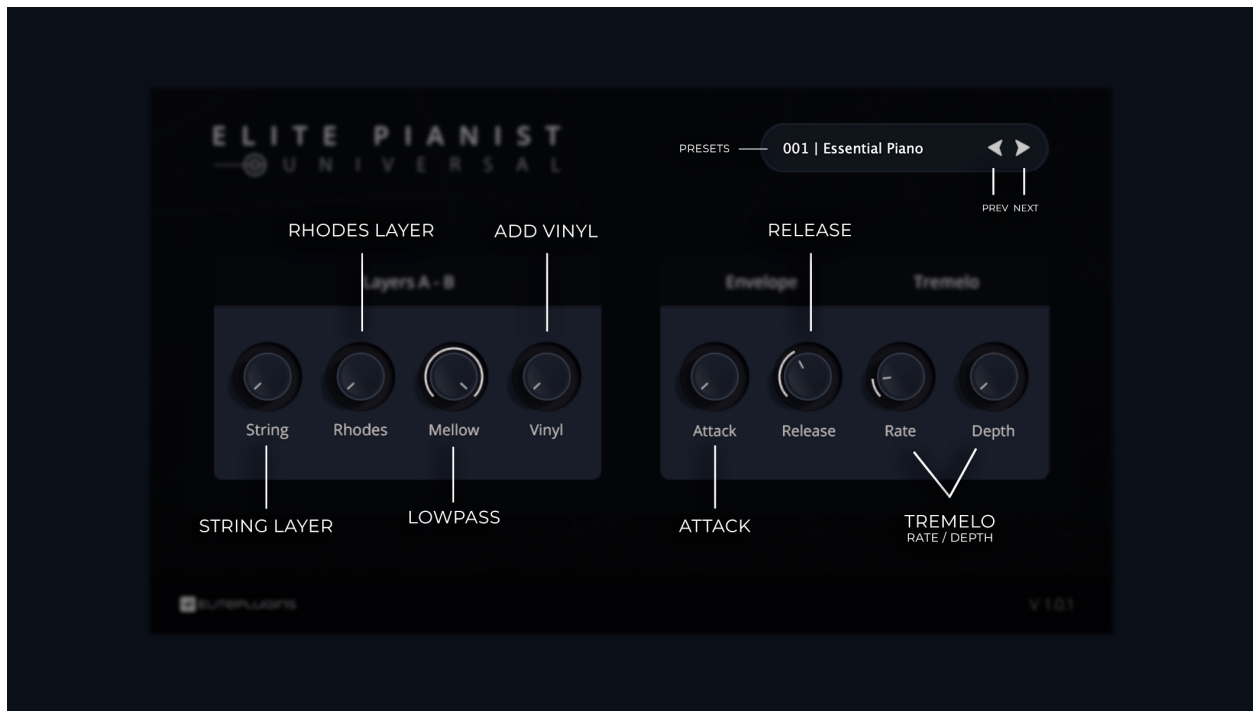 ELITE PIANIST
UNIVERSAL
PRESETS
001 | Essential Piano
PREV NEXT
RHODES LAYER
ADD VINYL
RELEASE
Layers A - B
Envelope
Tremelo
String
Rhodes
Mellow
Vinyl
Attack
Release
Rate
Depth
STRING LAYER
LOWPASS
ATTACK
TREMELO
RATE / DEPTH
ELITEPLUGINS
V 1.0.1